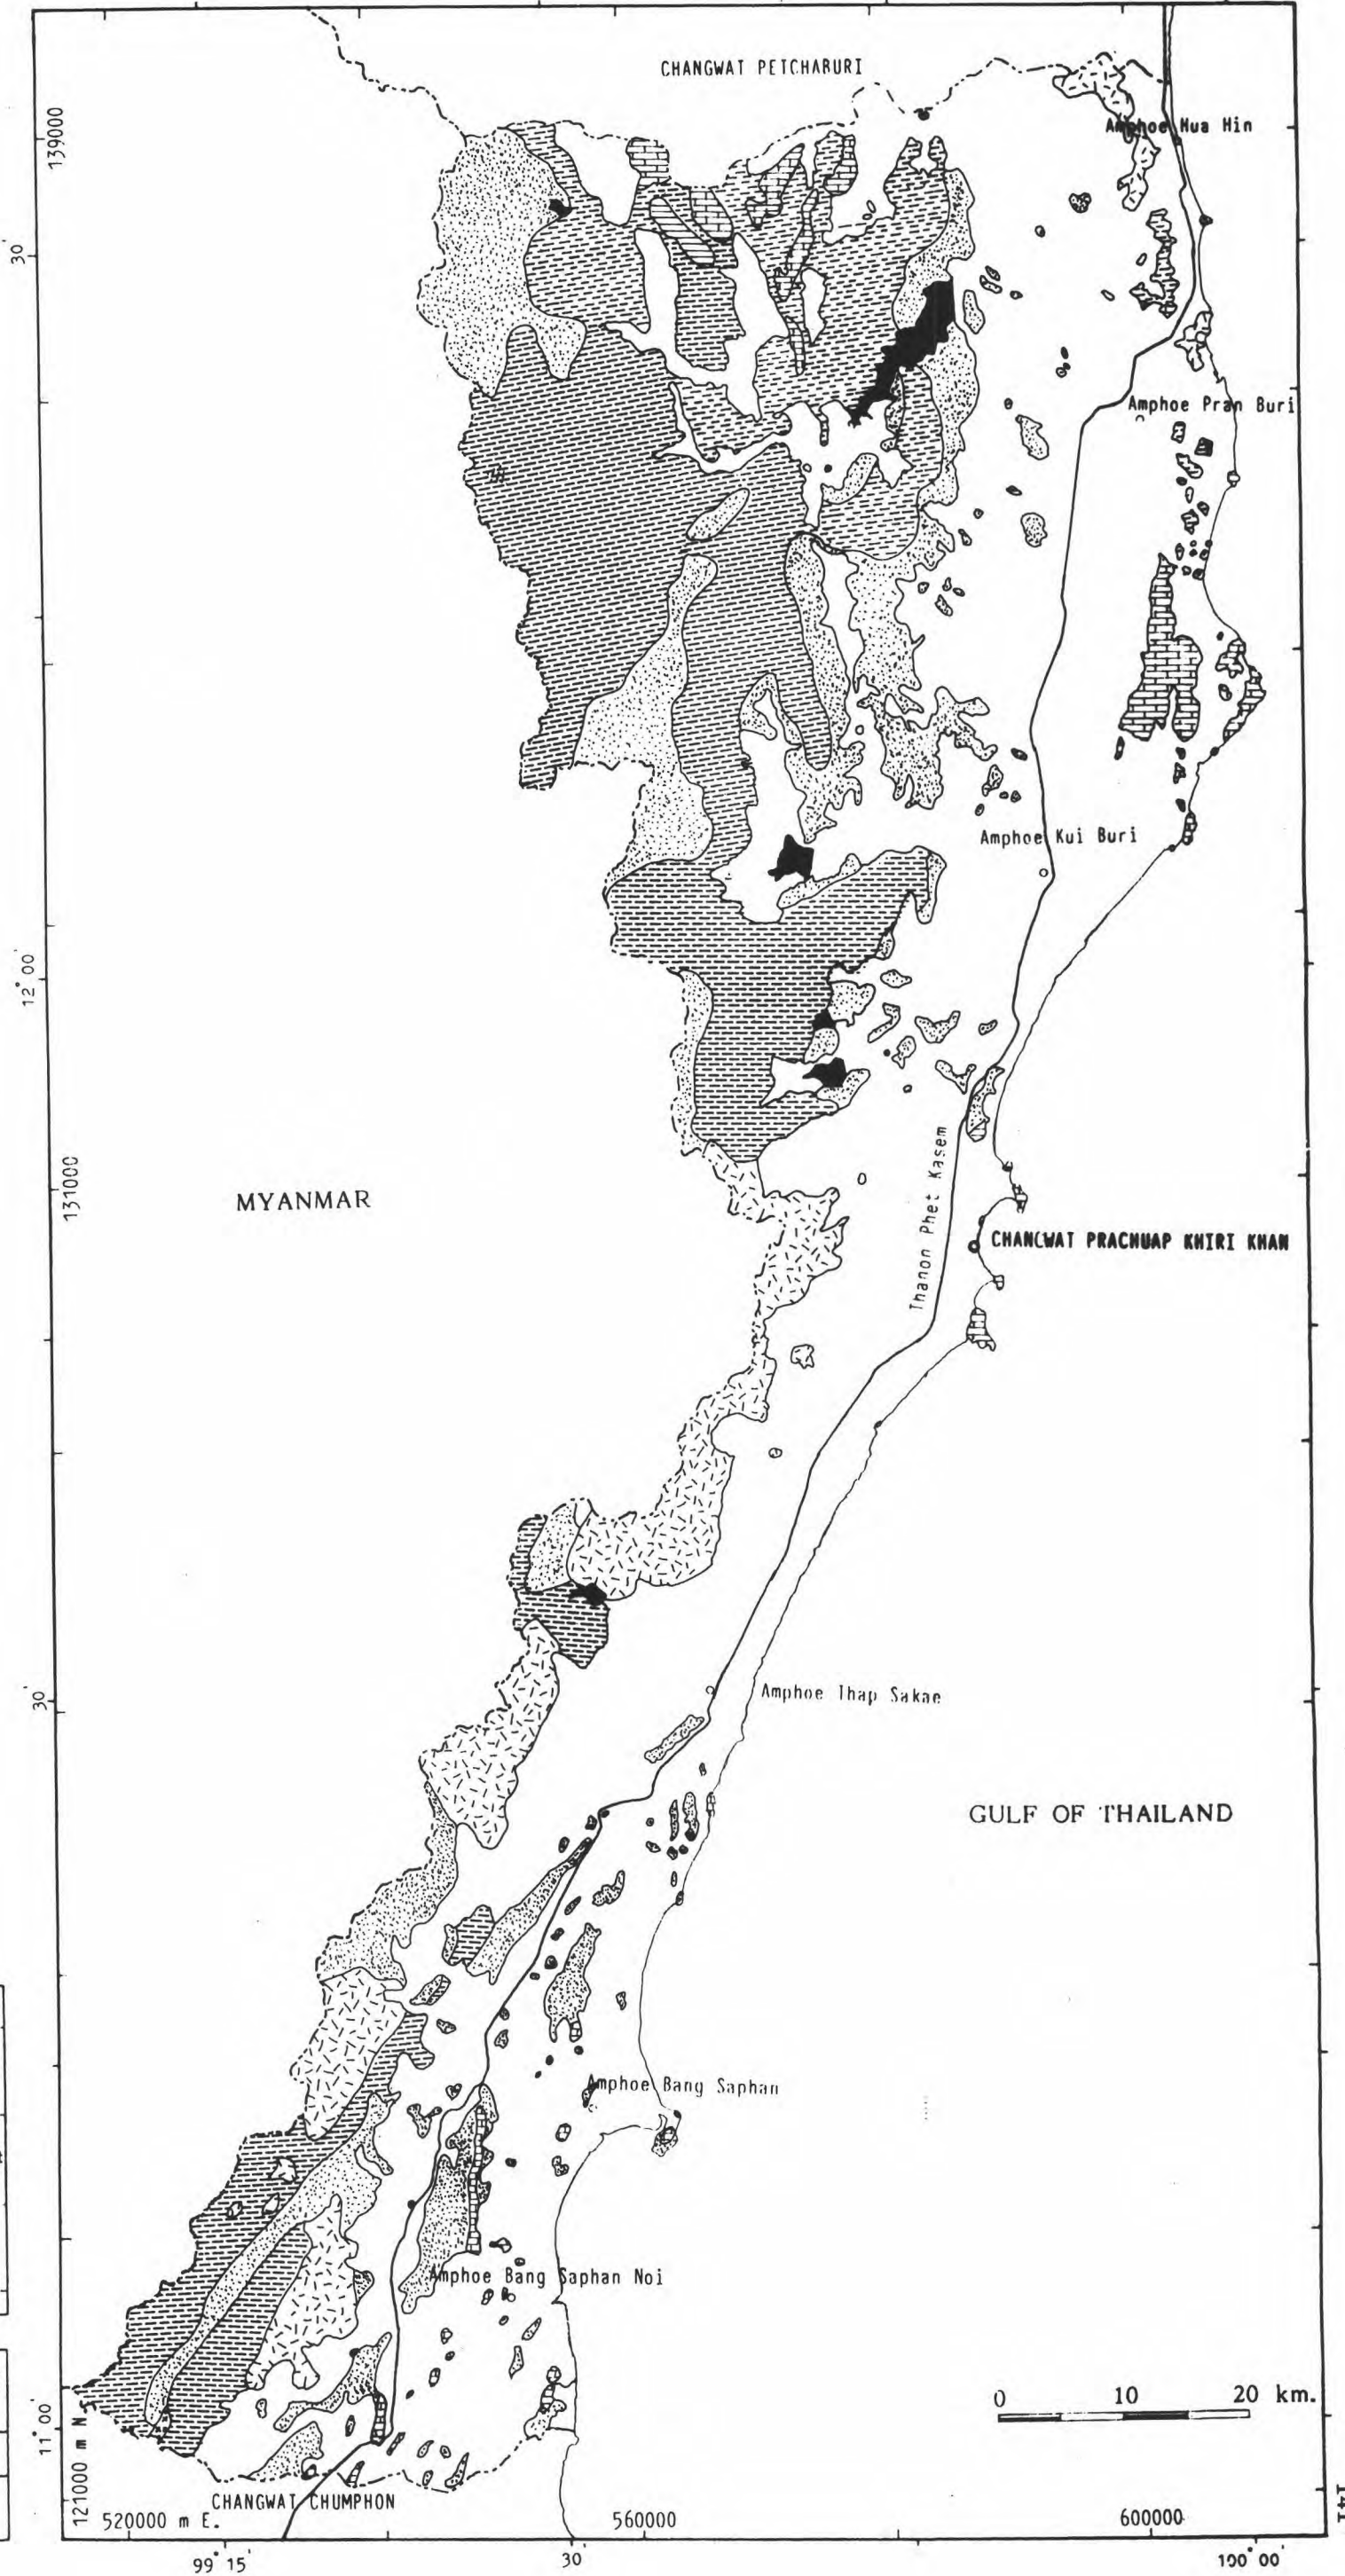 CHANGWAT PETCHABURI
Amphoe Hua Hin
139000
30'
Amphoe Pran Buri
Amphoe Kui Buri
12° 00'
Thanon Phet Kasem
131000
MYANMAR
CHANGWAT PRACHUAP KHIRI KHAN
30'
Amphoe Thap Sakae
GULF OF THAILAND
Amphoe Bang Saphan
Amphoe Bang Saphan Noi
0 10 20 km.
11° 00'
121000 m N.
CHANGWAT CHUMPHON
520000 m E.
560000
600000
99° 15'
30'
100° 00'
141